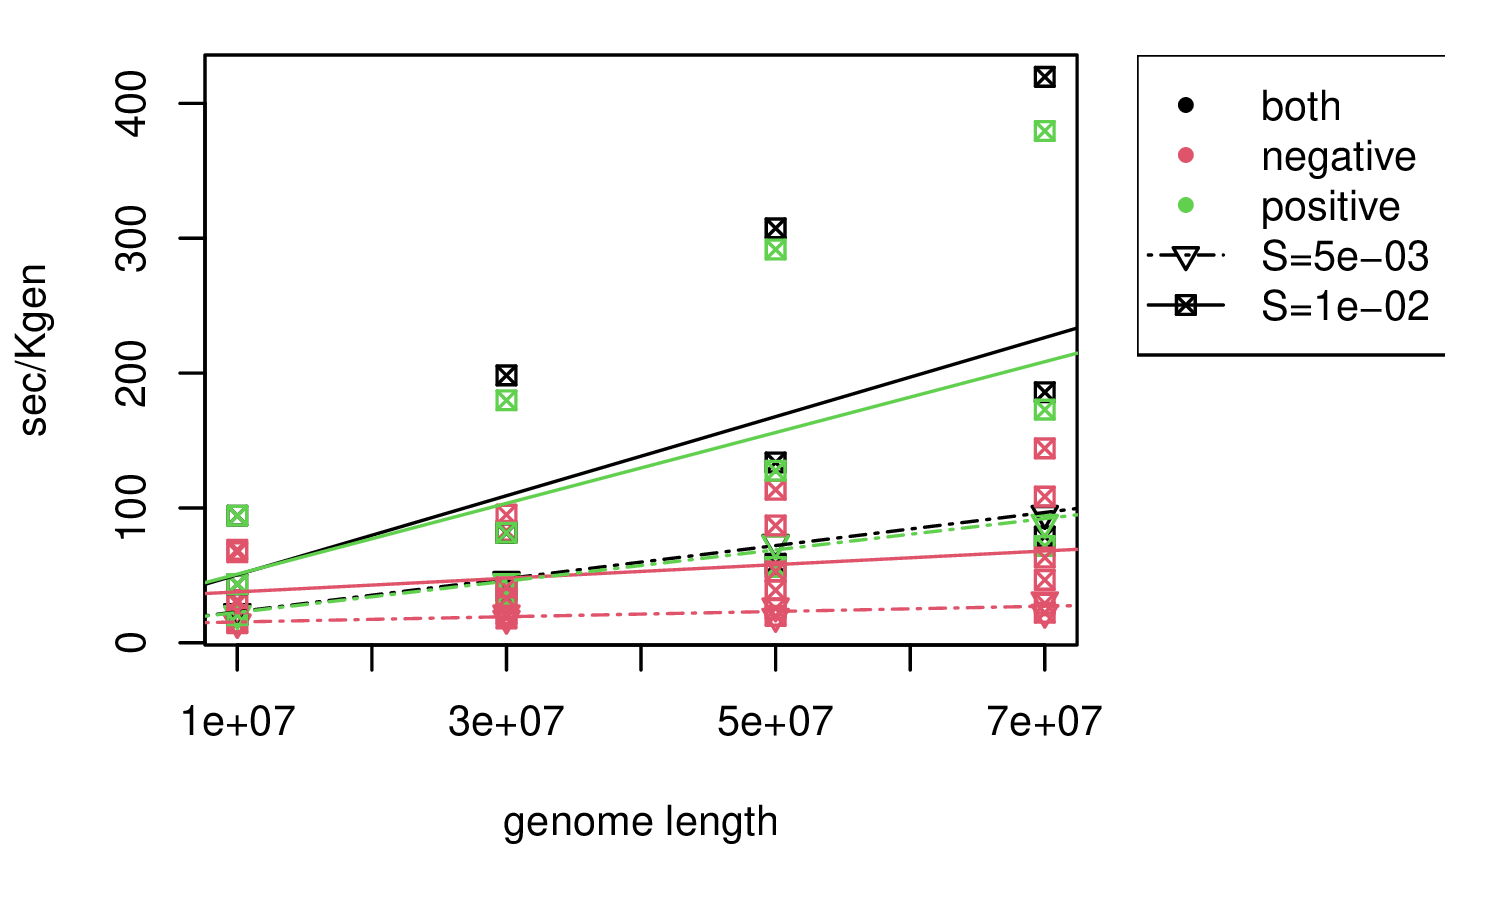 400
300
200
100
0
sec/Kgen
1e+07 3e+07 5e+07 7e+07
genome length
both
negative
positive
S=5e−03
S=1e−02